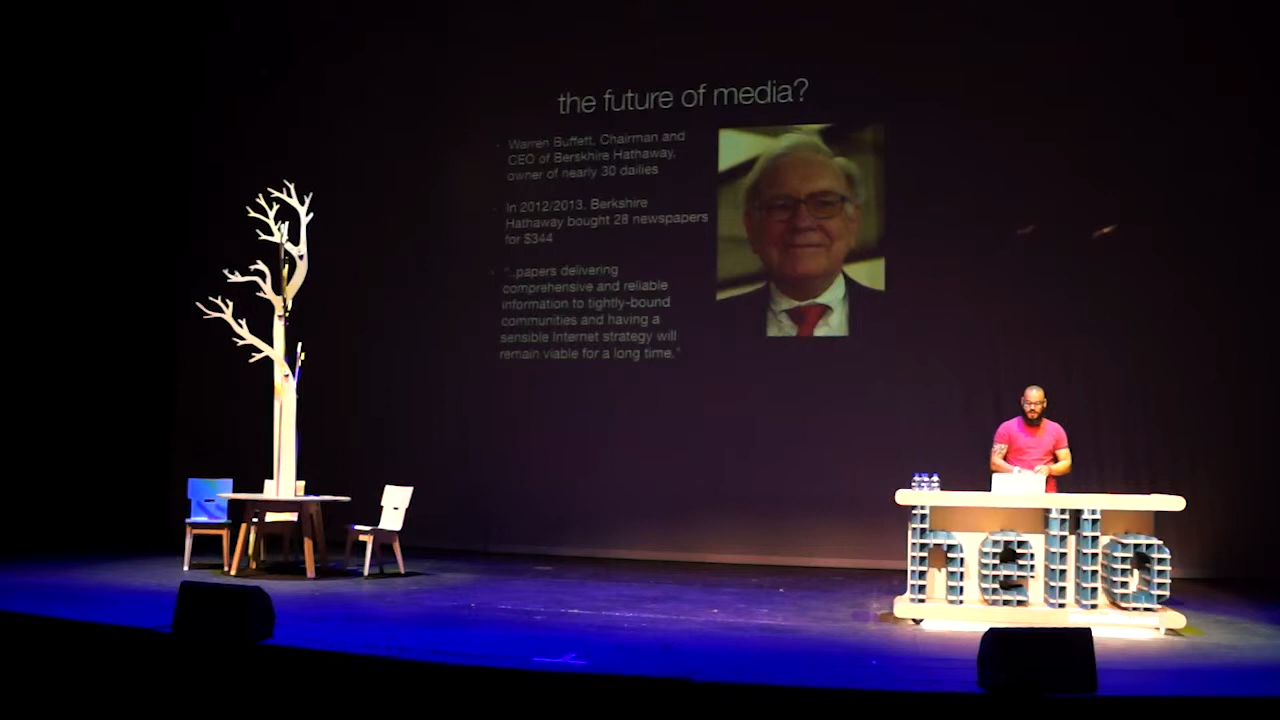 the future of media?
· Warren Buffett, Chairman and
CEO of Berskhire Hathaway,
owner of nearly 30 dailies
· In 2012/2013, Berkshire
Hathaway bought 28 newspapers
for $344
· "..papers delivering
comprehensive and reliable
information to tightly-bound
communities and having a
sensible Internet strategy will
remain viable for a long time."
hello